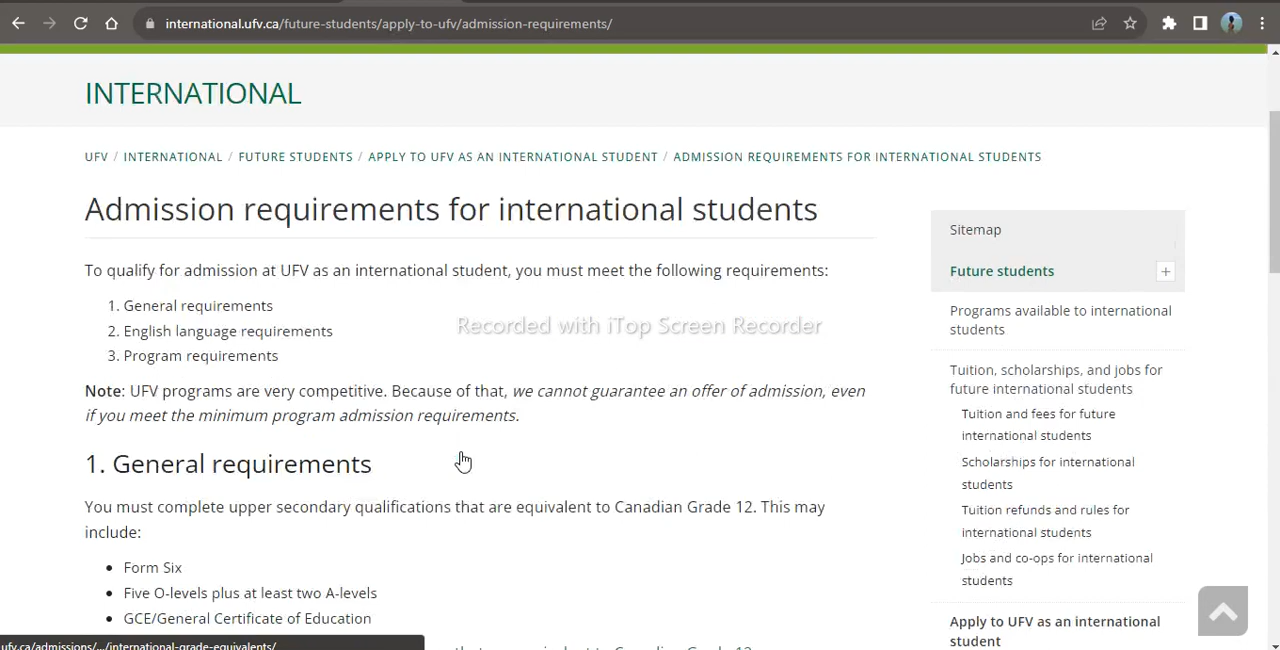 international.ufv.ca/future-students/apply-to-ufv/admission-requirements/
INTERNATIONAL
UFV / INTERNATIONAL / FUTURE STUDENTS / APPLY TO UFV AS AN INTERNATIONAL STUDENT / ADMISSION REQUIREMENTS FOR INTERNATIONAL STUDENTS
Admission requirements for international students
To qualify for admission at UFV as an international student, you must meet the following requirements:
1. General requirements
2. English language requirements
3. Program requirements
Recorded with iTop Screen Recorder
Note: UFV programs are very competitive. Because of that, we cannot guarantee an offer of admission, even
if you meet the minimum program admission requirements.
1. General requirements
You must complete upper secondary qualifications that are equivalent to Canadian Grade 12. This may
include:
• Form Six
• Five O-levels plus at least two A-levels
• GCE/General Certificate of Education
ufv.ca/admissions/.../international-grade-equivalents/
Sitemap
Future students
Programs available to international
students
Tuition, scholarships, and jobs for
future international students
Tuition and fees for future
international students
Scholarships for international
students
Tuition refunds and rules for
international students
Jobs and co-ops for international
students
Apply to UFV as an international
student